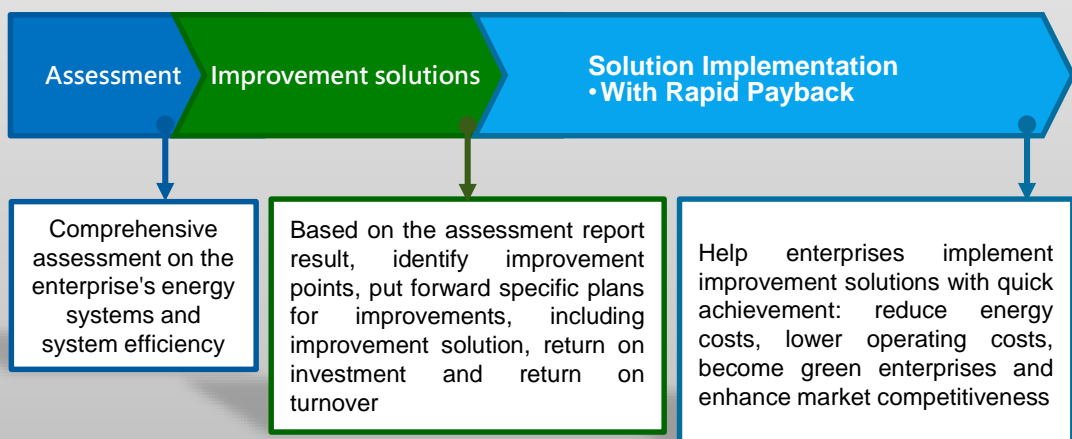 Assessment
Improvement solutions
Solution Implementation
•With Rapid Payback
Comprehensive
assessment on the
enterprise's energy
systems and
system efficiency
Based on the assessment report
result, identify improvement
points, put forward specific plans
for improvements, including
improvement solution, return on
investment and return on
turnover
Help enterprises implement
improvement solutions with quick
achievement: reduce energy
costs, lower operating costs,
become green enterprises and
enhance market competitiveness